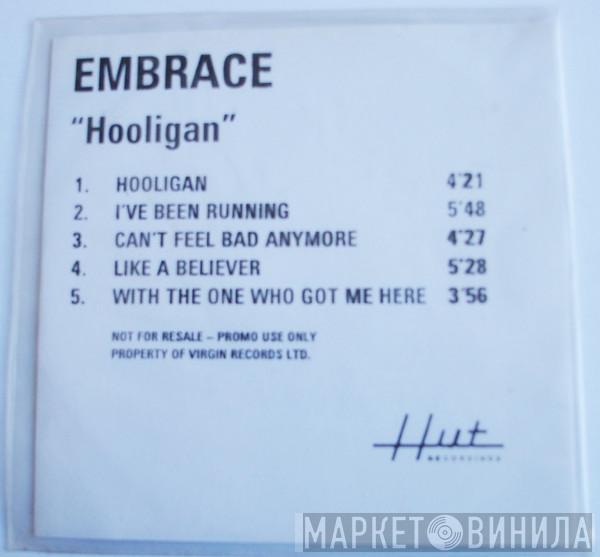 EMBRACE
"Hooligan"
1. HOOLIGAN 4'21
2. I'VE BEEN RUNNING 5'48
3. CAN'T FEEL BAD ANYMORE 4'27
4. LIKE A BELIEVER 5'28
5. WITH THE ONE WHO GOT ME HERE 3'56
NOT FOR RESALE – PROMO USE ONLY
PROPERTY OF VIRGIN RECORDS LTD.
Hut
RECORDINGS
МАРКЕТ ВИНИЛА